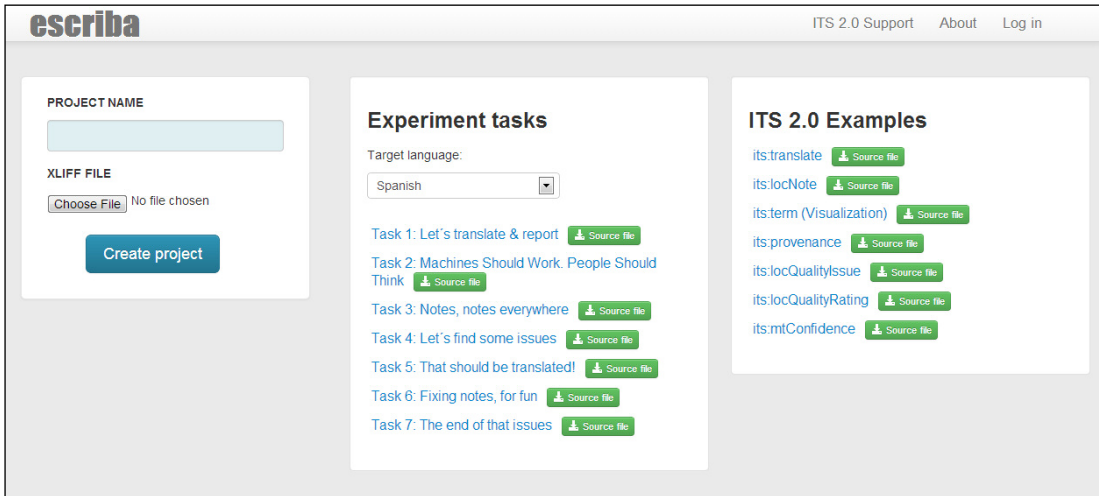 escriba
ITS 2.0 Support About Log in
PROJECT NAME
XLIFF FILE
Choose File No file chosen
Create project
Experiment tasks
Target language:
Spanish
Task 1: Let´s translate & report Source file
Task 2: Machines Should Work. People Should
Think Source file
Task 3: Notes, notes everywhere Source file
Task 4: Let´s find some issues Source file
Task 5: That should be translated! Source file
Task 6: Fixing notes, for fun Source file
Task 7: The end of that issues Source file
ITS 2.0 Examples
its:translate Source file
its:locNote Source file
its:term (Visualization) Source file
its:provenance Source file
its:locQualityIssue Source file
its:locQualityRating Source file
its:mtConfidence Source file